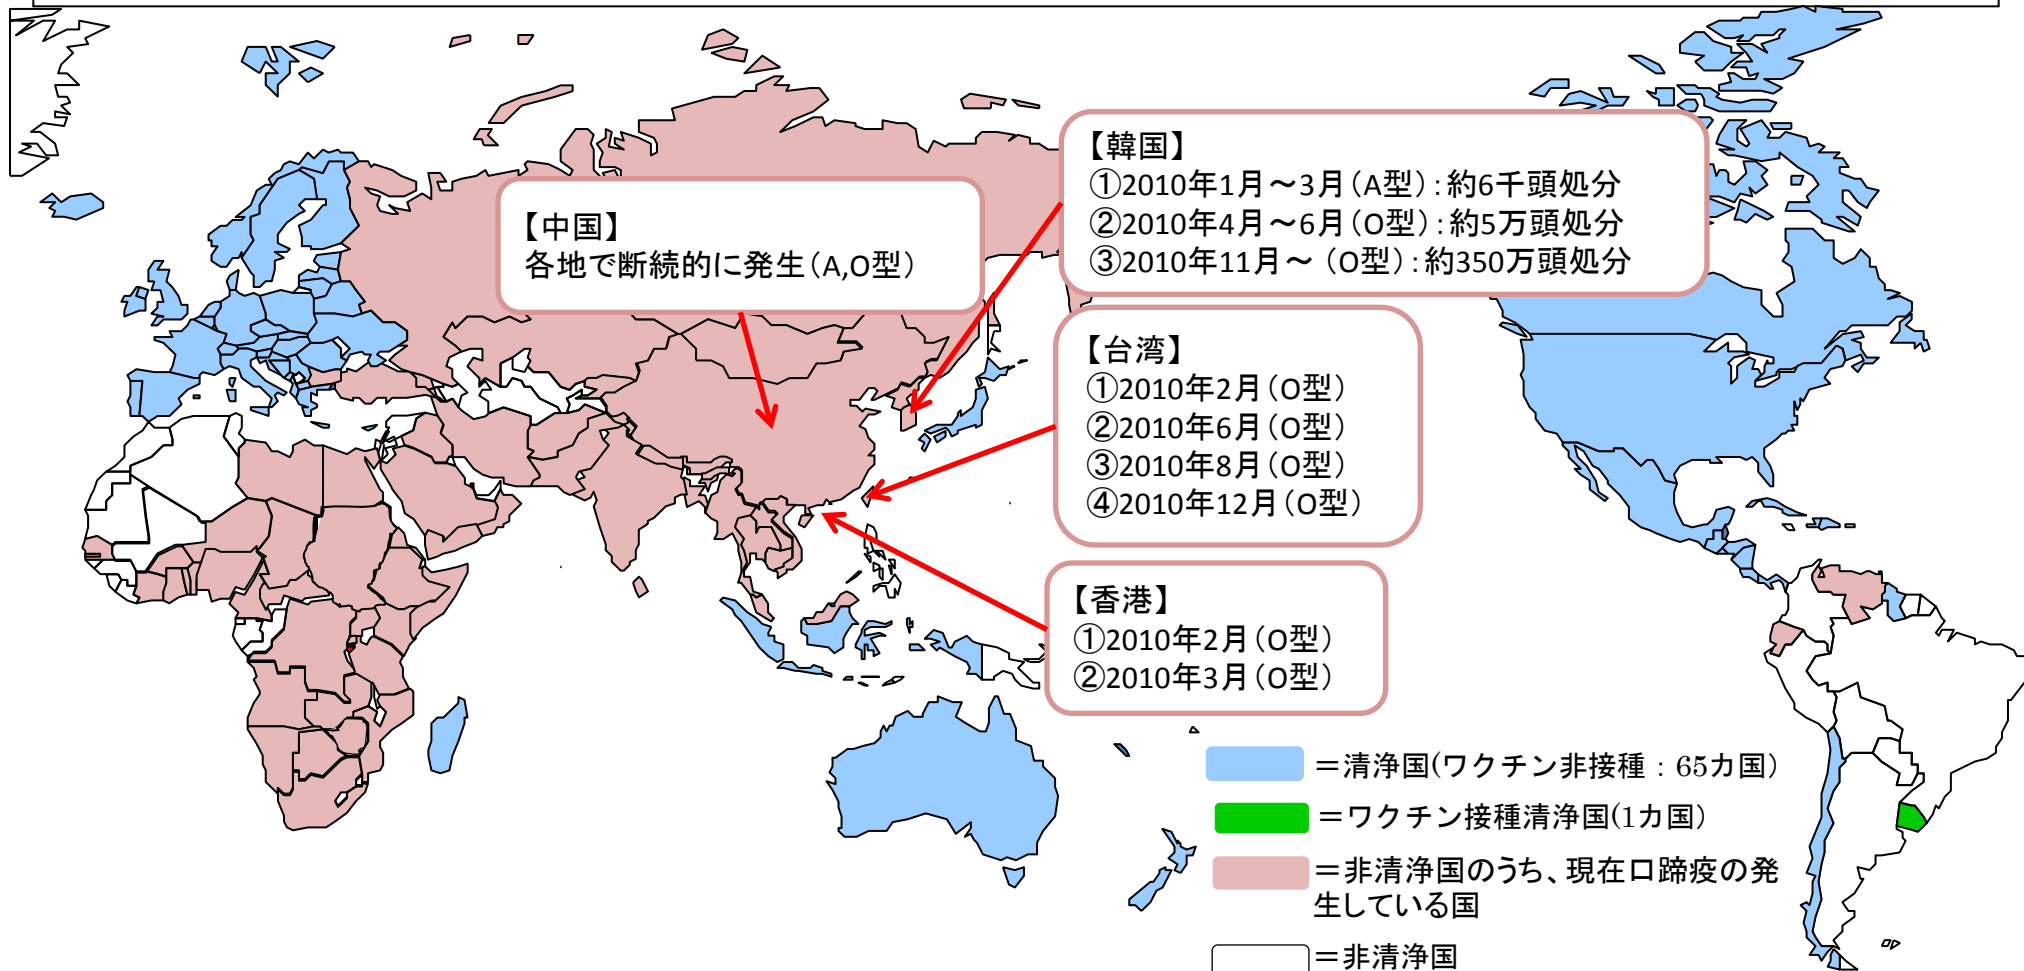 【韓国】
①2010年1月～3月（A型）：約6千頭処分
②2010年4月～6月（O型）：約5万頭処分
③2010年11月～ （O型）：約350万頭処分
【中国】
各地で断続的に発生（A,O型）
【台湾】
①2010年2月（O型）
②2010年6月（O型）
③2010年8月（O型）
④2010年12月（O型）
【香港】
①2010年2月（O型）
②2010年3月（O型）
＝清浄国(ワクチン非接種：65カ国）
＝ワクチン接種清浄国(1カ国）
＝非清浄国のうち、現在口蹄疫の発
生している国
＝非清浄国